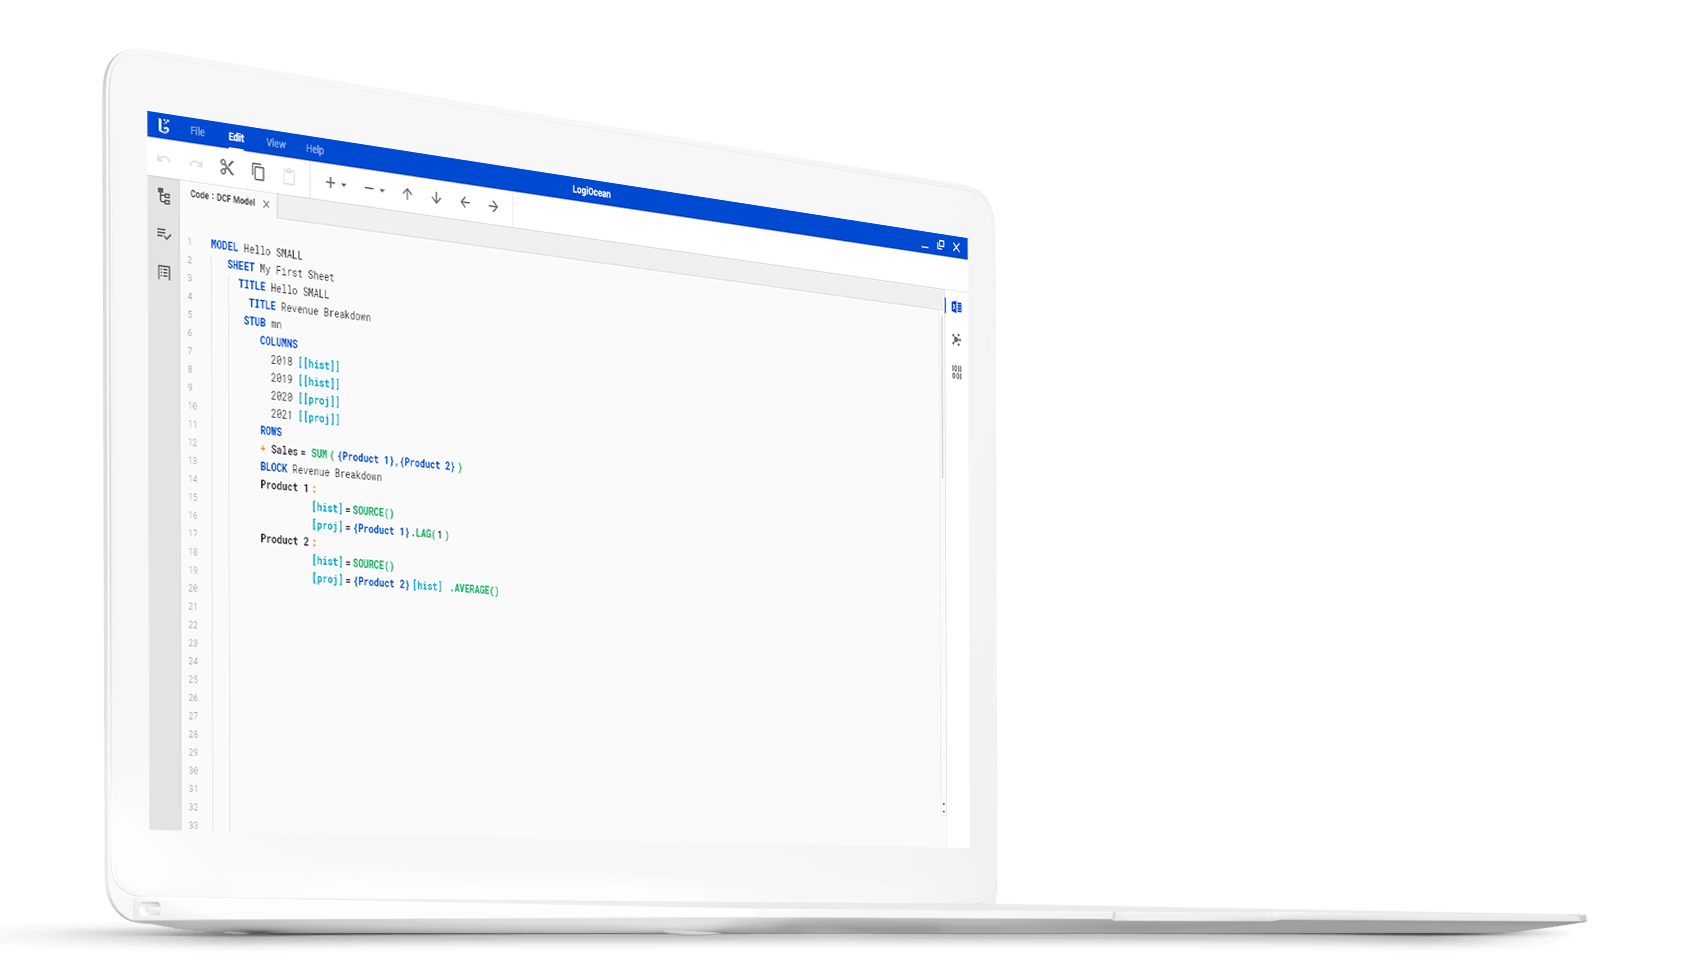 File Edit View Help
LogiOcean
Code : DCF Model
1
2
3
4
5
6
7
8
9
10
11
12
13
14
15
16
17
18
19
20
21
22
23
24
25
26
27
28
29
30
31
32
33
MODEL Hello SMALL
SHEET My First Sheet
TITLE Hello SMALL
TITLE Revenue Breakdown
STUB mn
COLUMNS
2018 [[hist]]
2019 [[hist]]
2020 [[proj]]
2021 [[proj]]
ROWS
+ Sales = SUM ( {Product 1},{Product 2} )
BLOCK Revenue Breakdown
Product 1 :
[hist] = SOURCE()
[proj] = {Product 1}.LAG( 1 )
Product 2 :
[hist] = SOURCE()
[proj] = {Product 2} [hist] .AVERAGE()